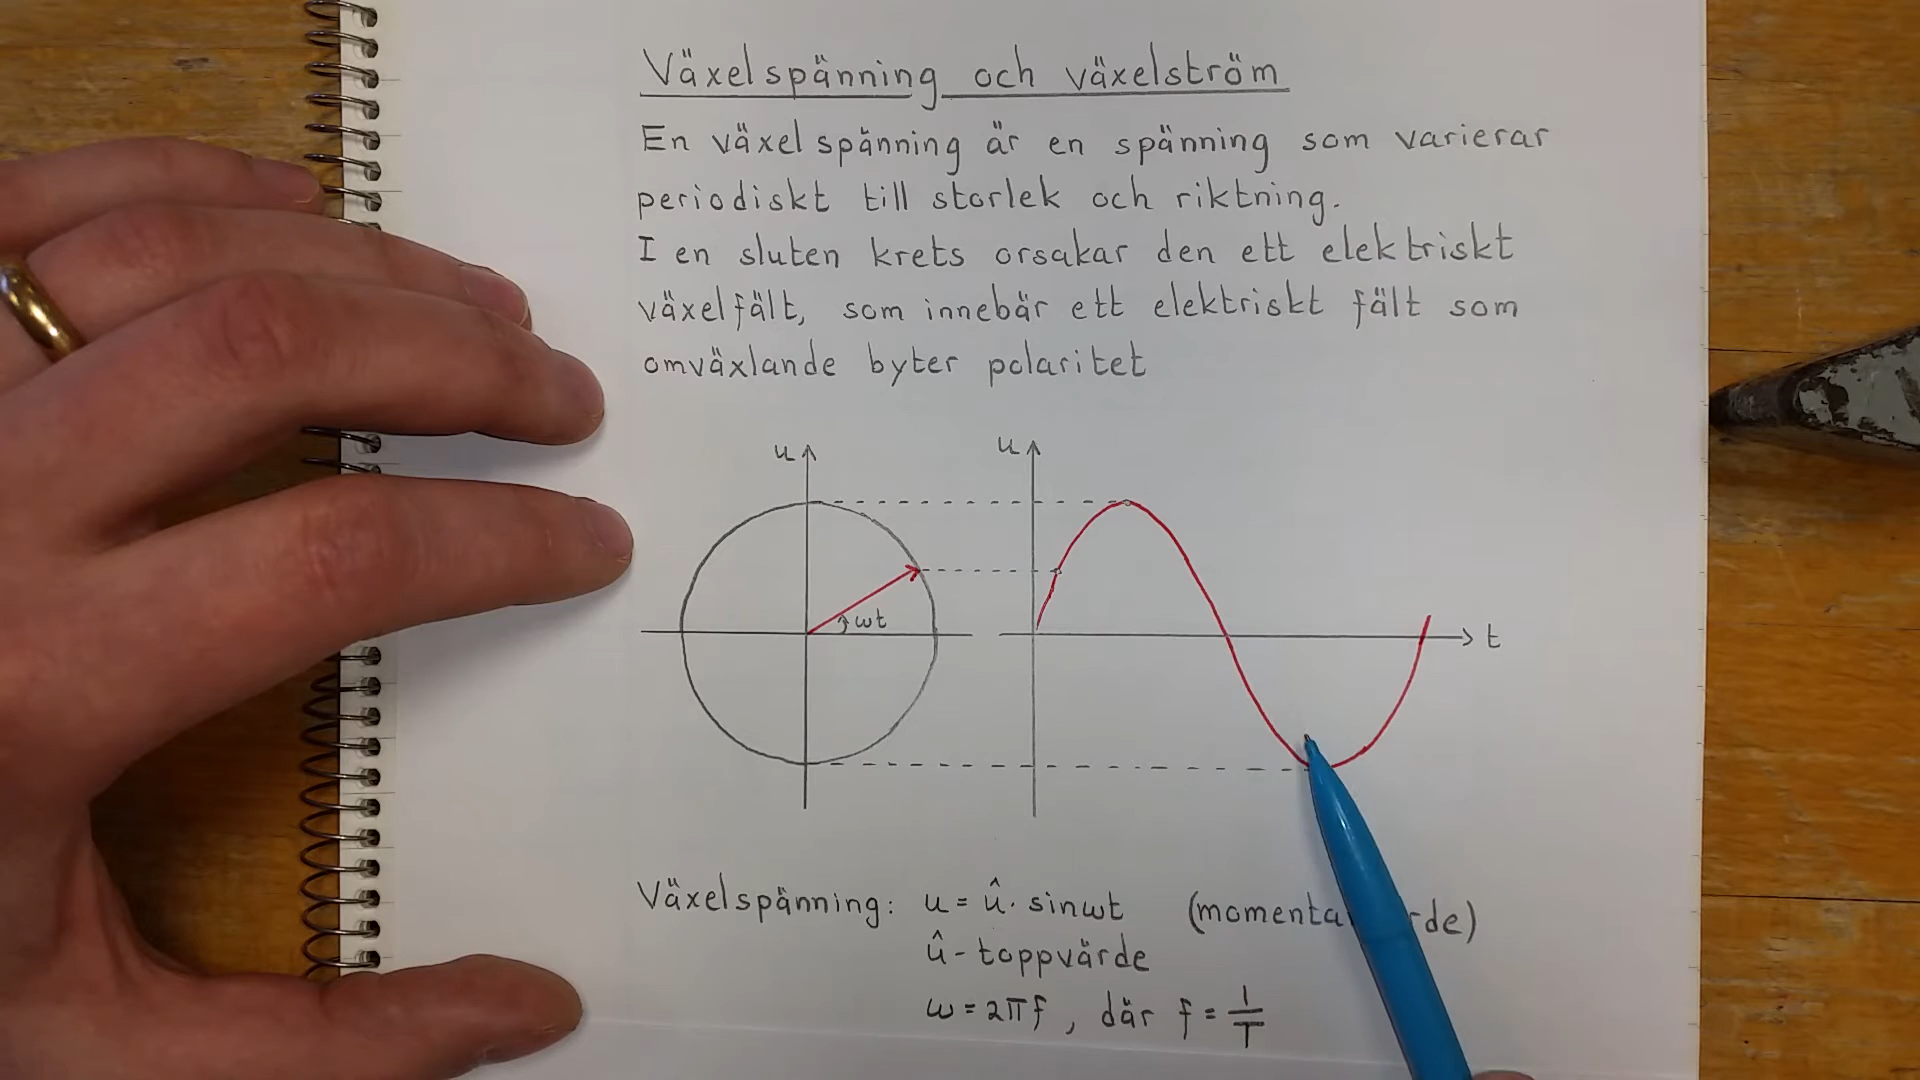 Växelspänning och växelström
En växelspänning är en spänning som varierar
periodiskt till storlek och riktning.
I en sluten krets orsakar den ett elektriskt
växelfält, som innebär ett elektriskt fält som
omväxlande byter polaritet
u
u
ωt
t
Växelspänning: u = û · sinωt
û - toppvärde
ω = 2πf, där f = 1/T